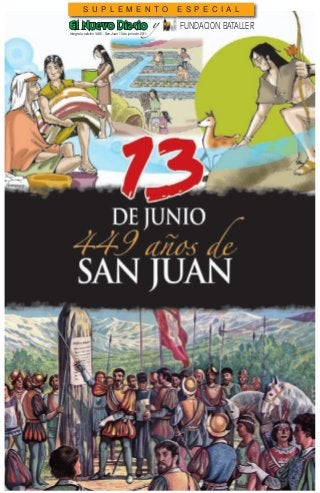 SUPLEMENTO ESPECIAL
El Nuevo Diario y FUNDACION BATALLER
13
DE JUNIO
449 años de
SAN JUAN